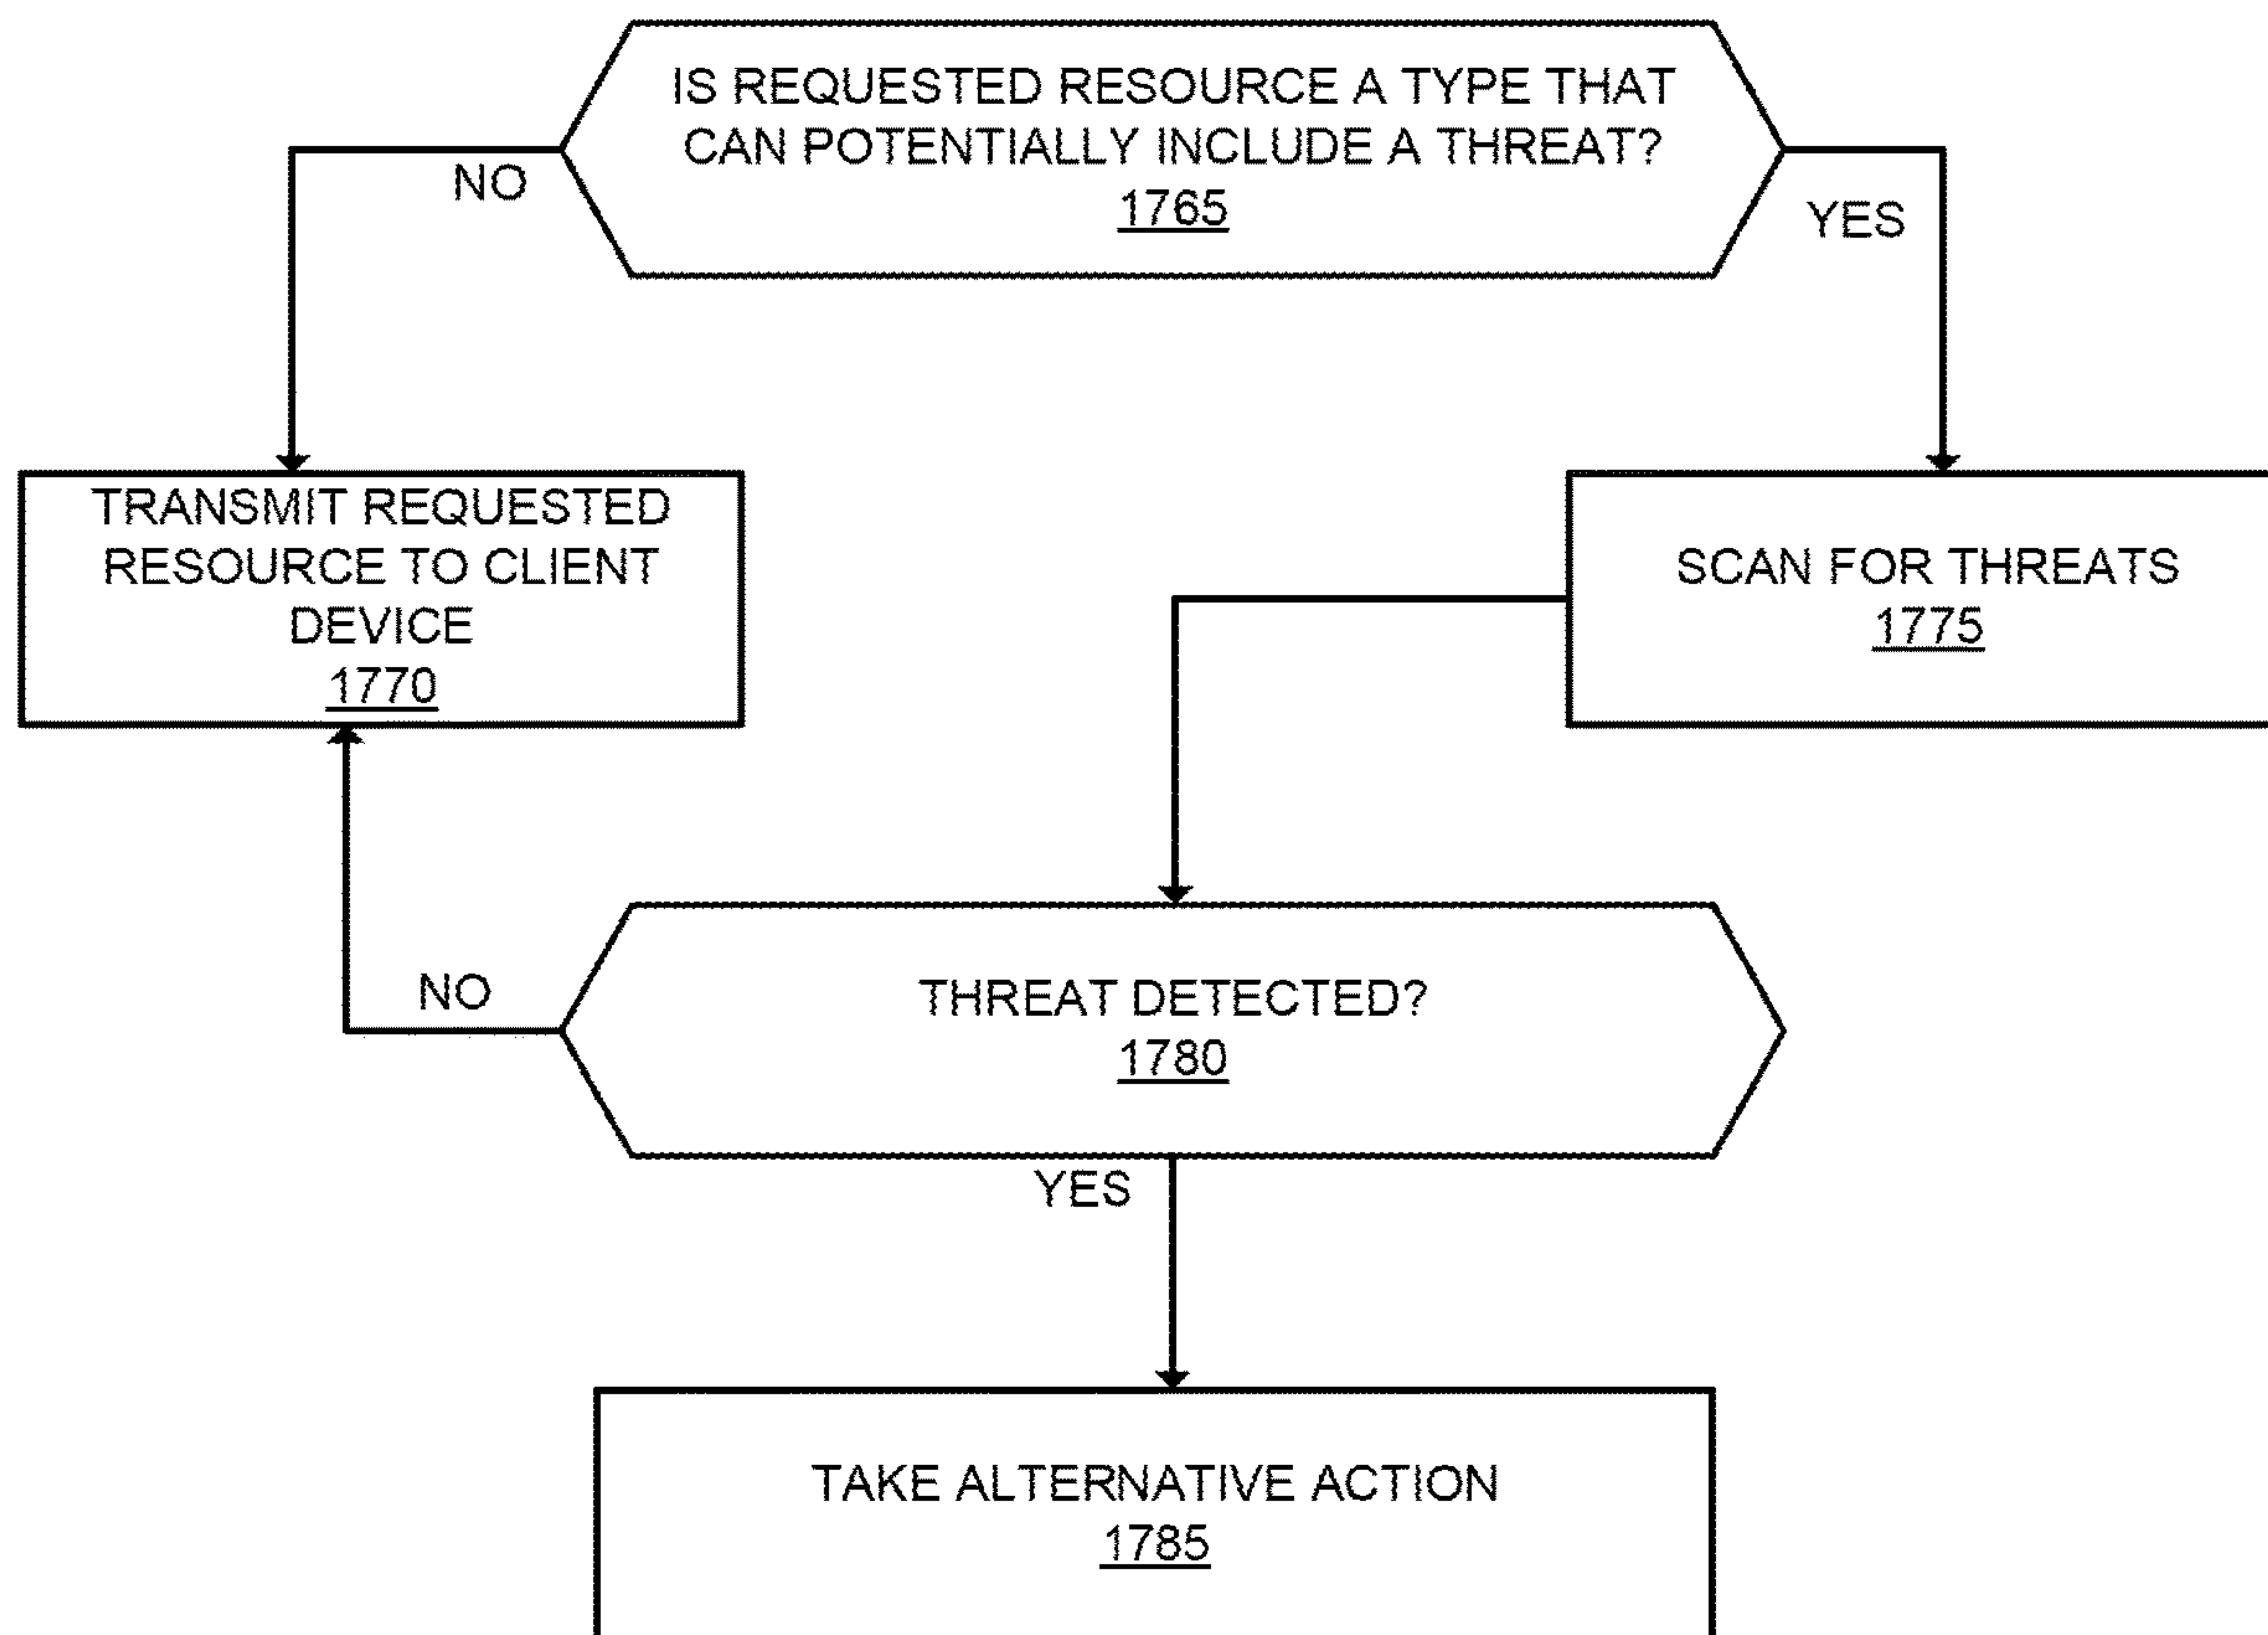 IS REQUESTED RESOURCE A TYPE THAT
CAN POTENTIALLY INCLUDE A THREAT?
1765
NO
YES
TRANSMIT REQUESTED
RESOURCE TO CLIENT
DEVICE
1770
SCAN FOR THREATS
1775
THREAT DETECTED?
1780
NO
YES
TAKE ALTERNATIVE ACTION
1785